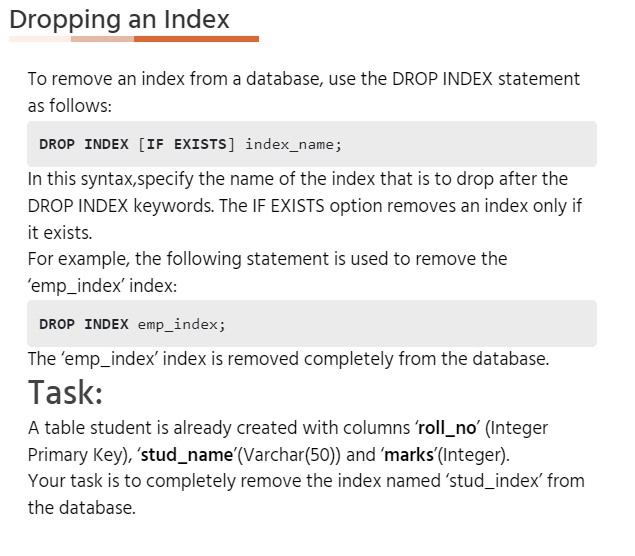 Dropping an Index
To remove an index from a database, use the DROP INDEX statement
as follows:
DROP INDEX [IF EXISTS] index_name;
In this syntax,specify the name of the index that is to drop after the
DROP INDEX keywords. The IF EXISTS option removes an index only if
it exists.
For example, the following statement is used to remove the
‘emp_index’ index:
DROP INDEX emp_index;
The ‘emp_index’ index is removed completely from the database.
Task:
A table student is already created with columns ‘roll_no’ (Integer
Primary Key), ‘stud_name’(Varchar(50)) and ‘marks’(Integer).
Your task is to completely remove the index named ‘stud_index’ from
the database.